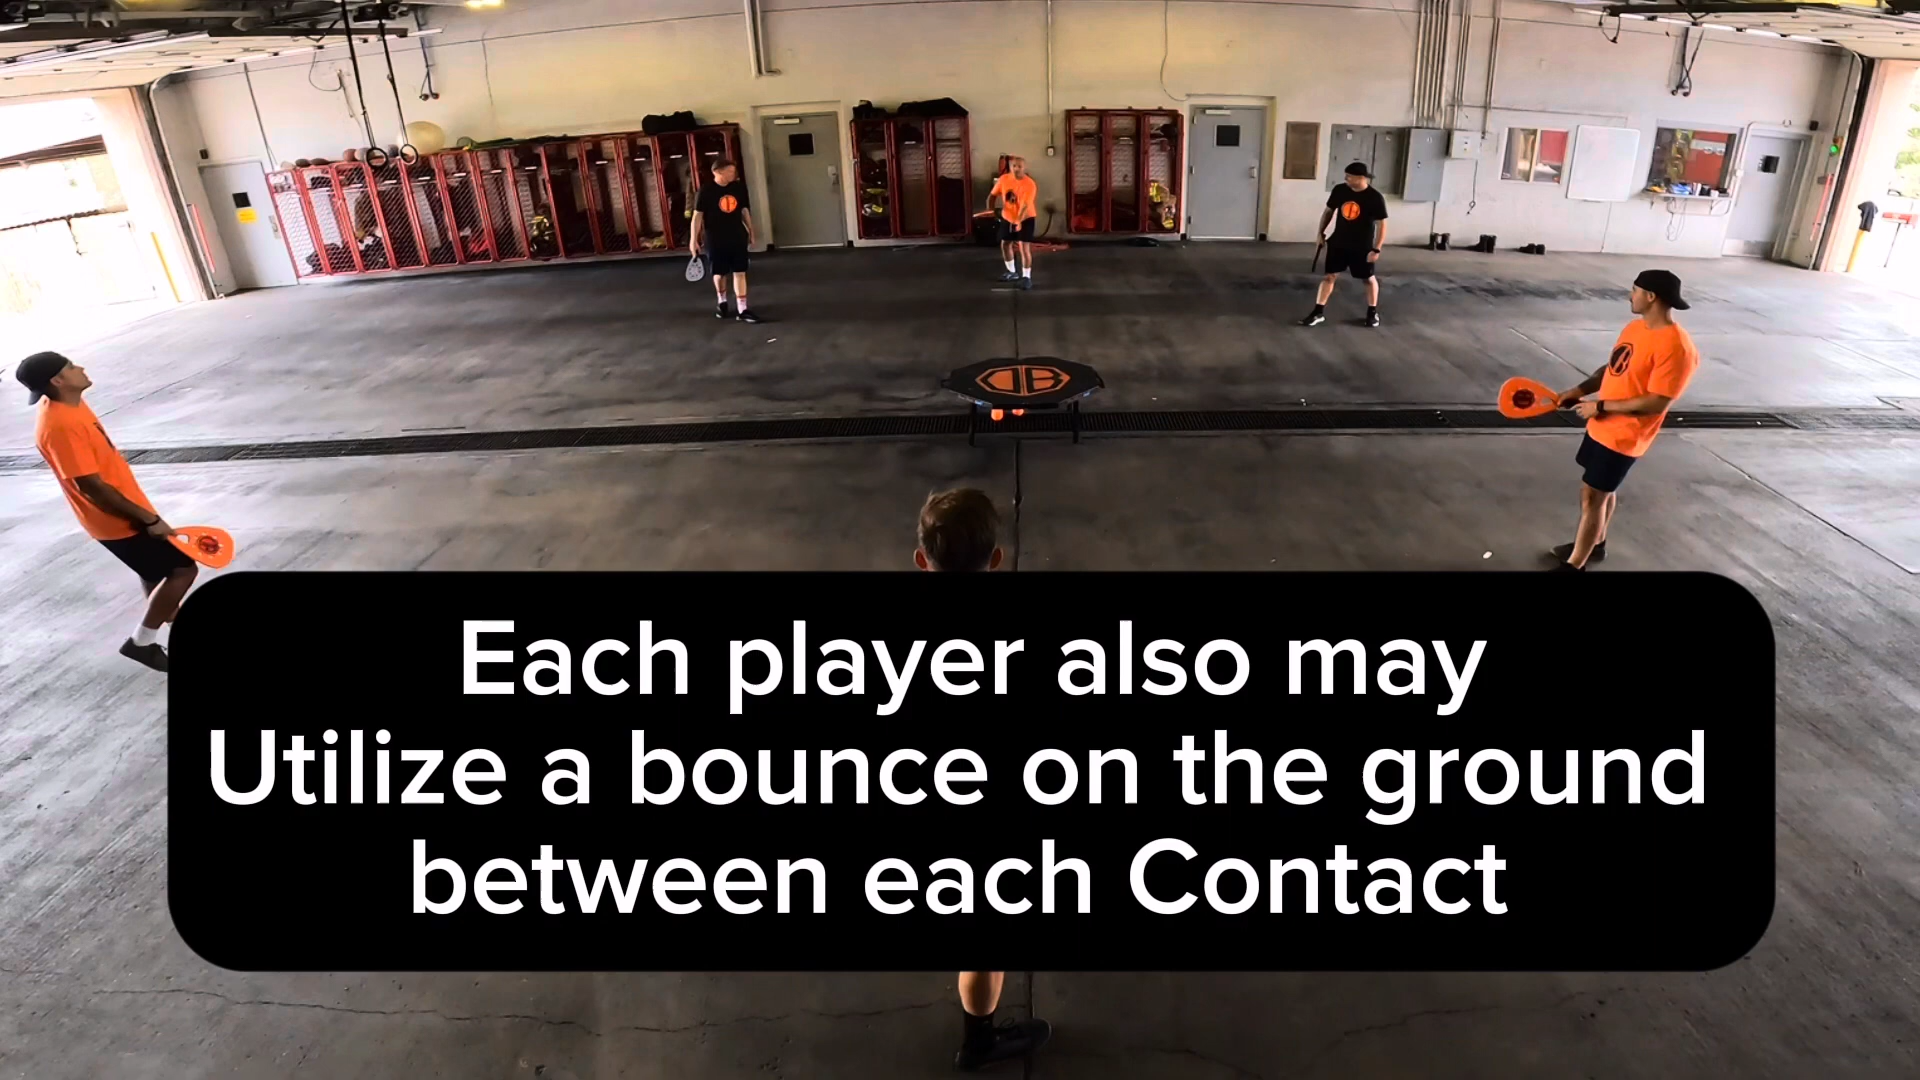 Each player also may
Utilize a bounce on the ground
between each Contact